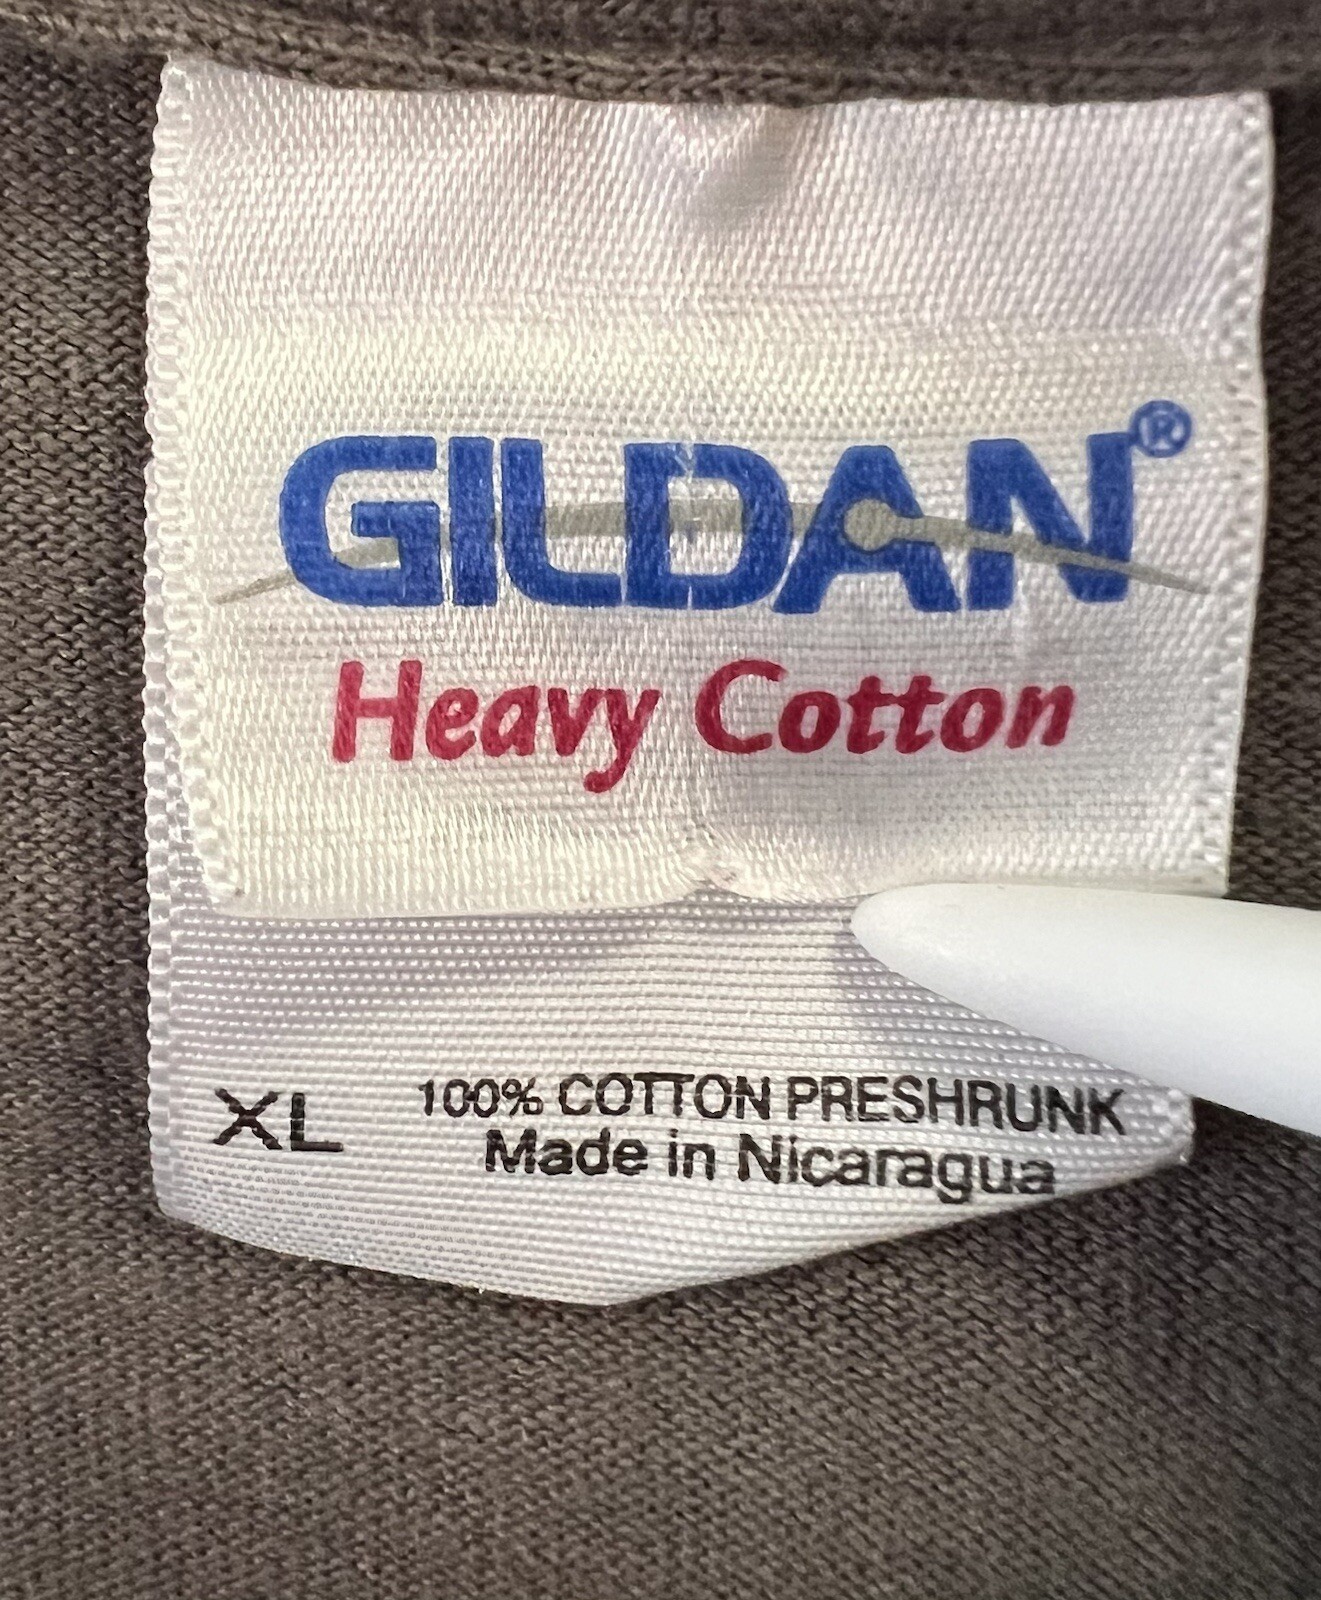 GILDAN®
Heavy Cotton
XL 100% COTTON PRESHRUNK
Made in Nicaragua